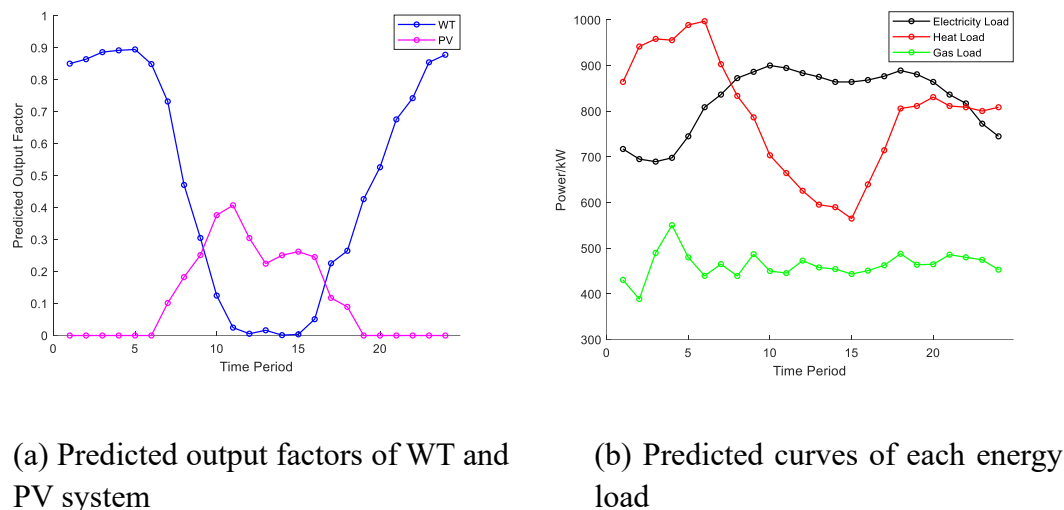 1
0.9
0.8
0.7
0.6
0.5
0.4
0.3
0.2
0.1
0
Predicted Output Factor
0 5 10 15 20
Time Period
WT
PV
1000
900
800
700
600
500
400
300
Power/kW
0 5 10 15 20
Time Period
Electricity Load
Heat Load
Gas Load
(a) Predicted output factors of WT and
PV system
(b) Predicted curves of each energy
load